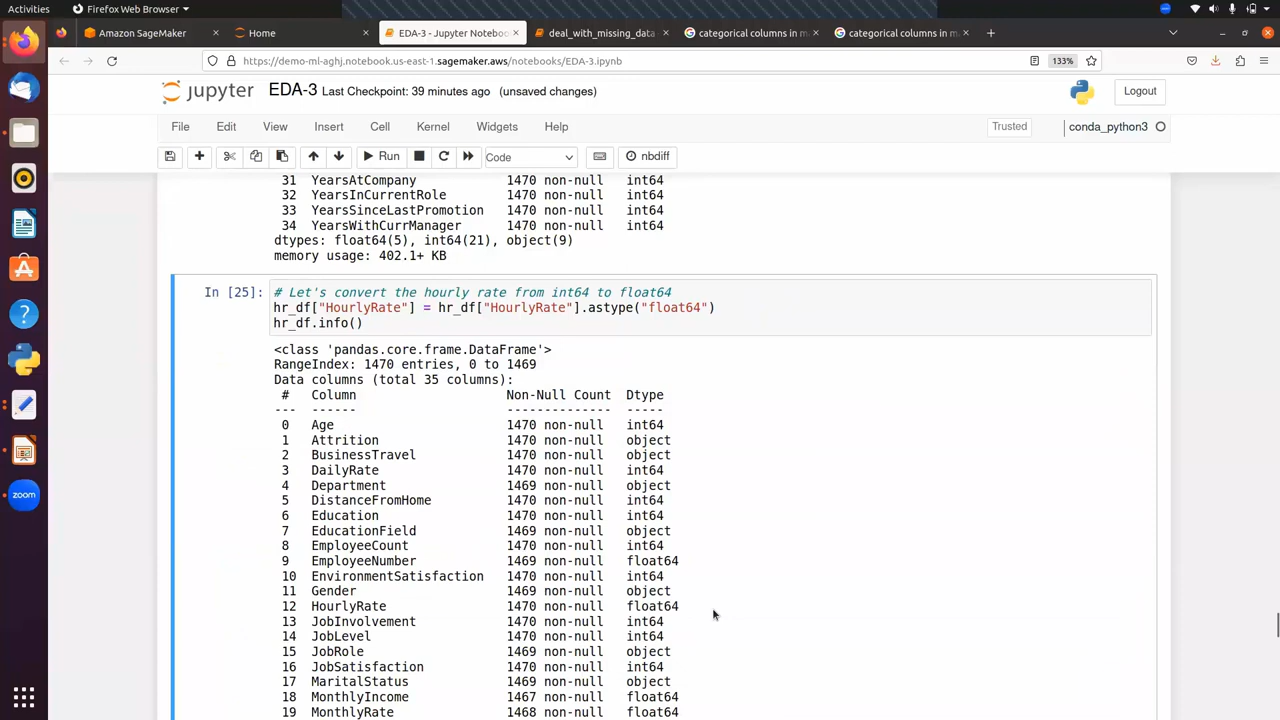 Activities
Firefox Web Browser
Amazon SageMaker
Home
EDA-3 - Jupyter Noteboo
deal_with_missing_data
categorical columns in m
categorical columns in m
https://demo-ml-aghj.notebook.us-east-1.sagemaker.aws/notebooks/EDA-3.ipynb
133%
jupyter
EDA-3
Last Checkpoint: 39 minutes ago
(unsaved changes)
Logout
File Edit View Insert Cell Kernel Widgets Help
Trusted
conda_python3
Run
Code
nbdiff
31 YearsAtCompany 1470 non-null int64
32 YearsInCurrentRole 1470 non-null int64
33 YearsSinceLastPromotion 1470 non-null int64
34 YearsWithCurrManager 1470 non-null int64
dtypes: float64(5), int64(21), object(9)
memory usage: 402.1+ KB
In [25]:
# Let's convert the hourly rate from int64 to float64
hr_df["HourlyRate"] = hr_df["HourlyRate"].astype("float64")
hr_df.info()
<class 'pandas.core.frame.DataFrame'>
RangeIndex: 1470 entries, 0 to 1469
Data columns (total 35 columns):
# Column Non-Null Count Dtype
--- ------ -------------- -----
0 Age 1470 non-null int64
1 Attrition 1470 non-null object
2 BusinessTravel 1470 non-null object
3 DailyRate 1470 non-null int64
4 Department 1469 non-null object
5 DistanceFromHome 1470 non-null int64
6 Education 1470 non-null int64
7 EducationField 1469 non-null object
8 EmployeeCount 1470 non-null int64
9 EmployeeNumber 1469 non-null float64
10 EnvironmentSatisfaction 1470 non-null int64
11 Gender 1469 non-null object
12 HourlyRate 1470 non-null float64
13 JobInvolvement 1470 non-null int64
14 JobLevel 1470 non-null int64
15 JobRole 1469 non-null object
16 JobSatisfaction 1470 non-null int64
17 MaritalStatus 1469 non-null object
18 MonthlyIncome 1467 non-null float64
19 MonthlyRate 1468 non-null float64
zoom